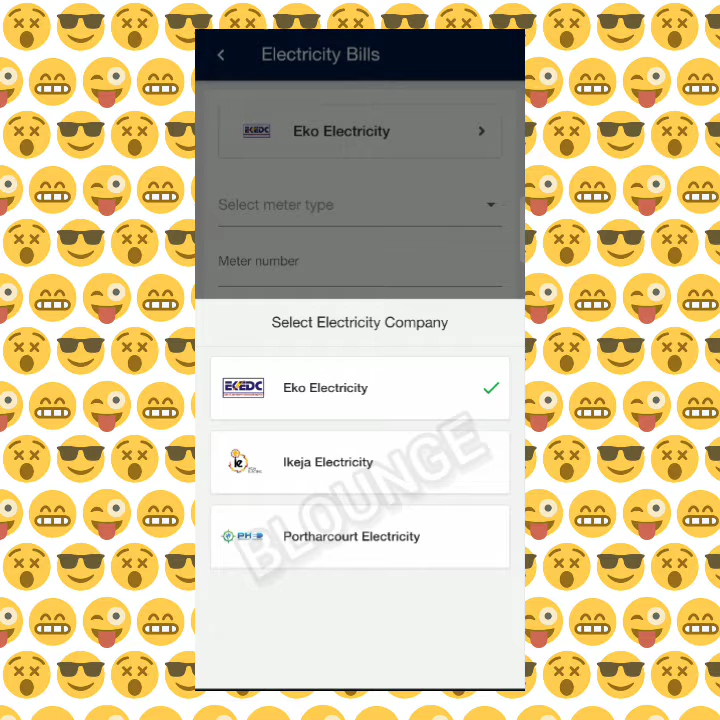 Electricity Bills
EKEDC
Eko Electricity
Select meter type
Meter number
Select Electricity Company
EKEDC
Eko Electricity
ie
Ikeja Electricity
PHED
Portharcourt Electricity
BLOUNGE